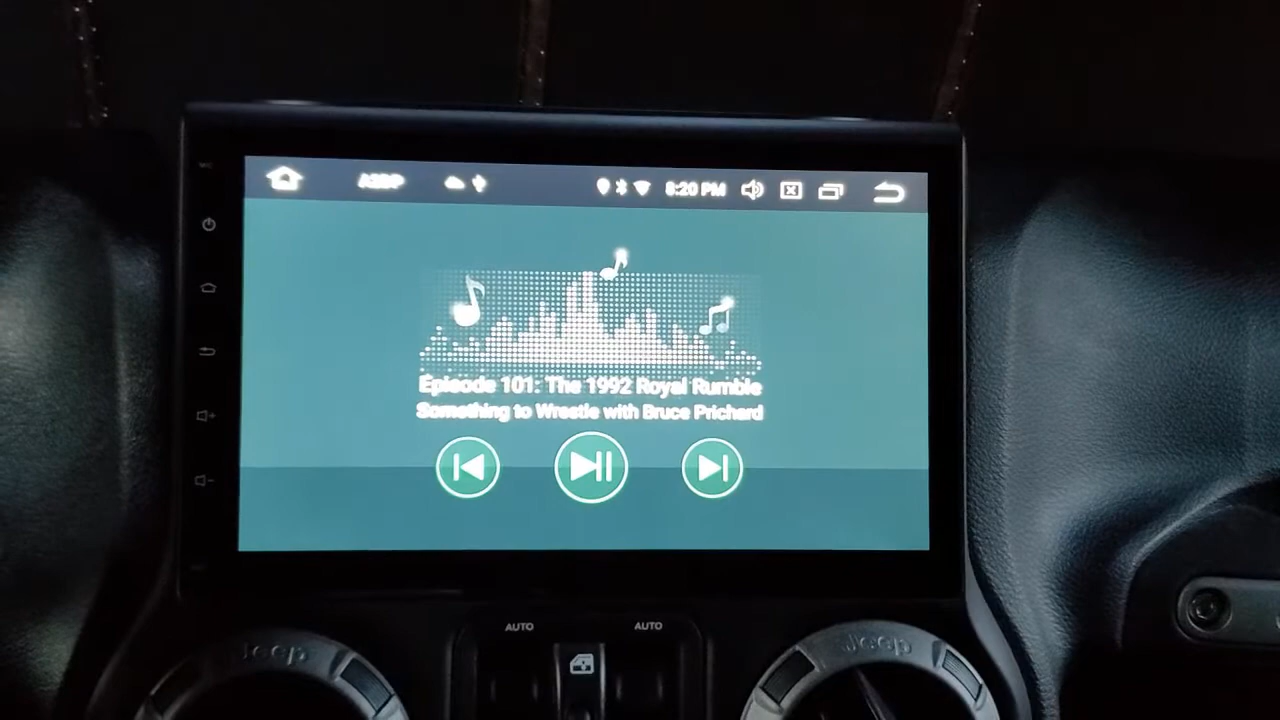 A2DP
8:20 PM
Episode 101: The 1992 Royal Rumble
Something to Wrestle with Bruce Prichard
AUTO
AUTO
Jeep
Jeep